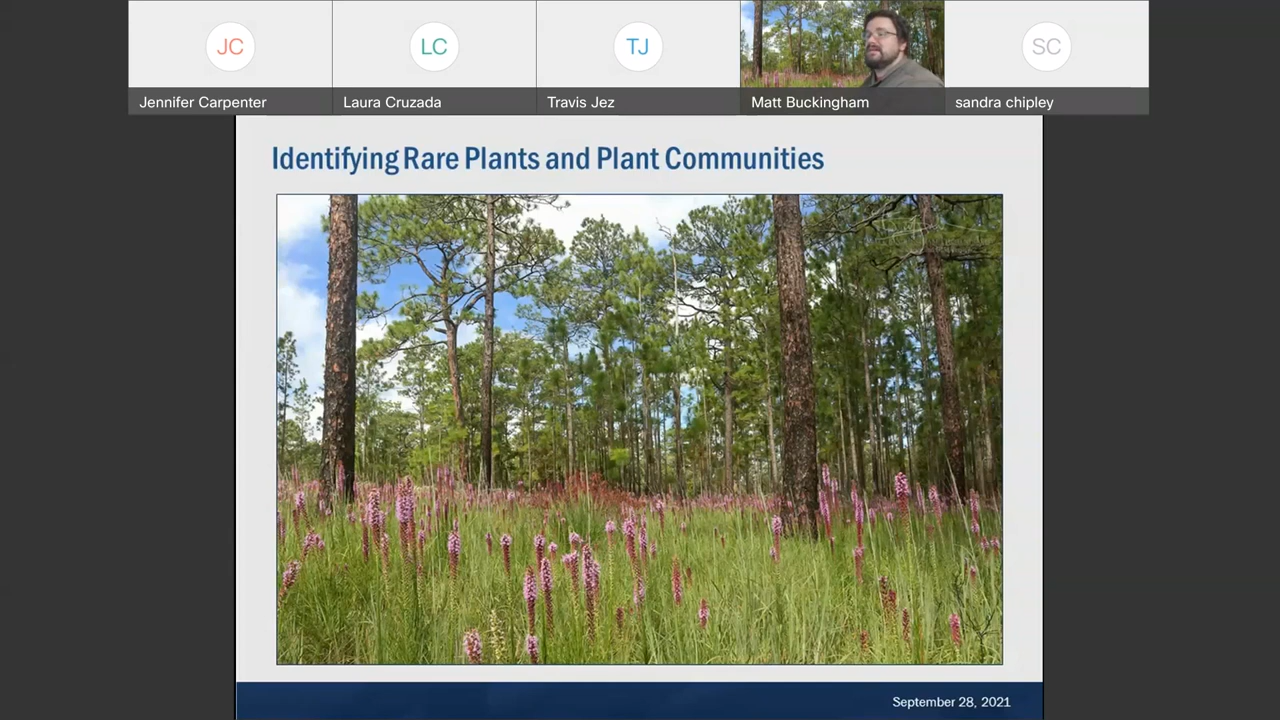 JC
LC
TJ
SC
Jennifer Carpenter
Laura Cruzada
Travis Jez
Matt Buckingham
sandra chipley
Identifying Rare Plants and Plant Communities
September 28, 2021